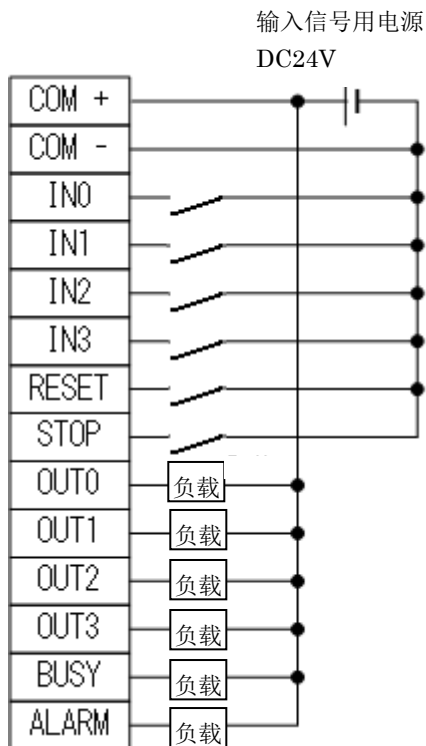 输入信号用电源
DC24V
COM +
COM -
IN0
IN1
IN2
IN3
RESET
STOP
OUT0 负载
OUT1 负载
OUT2 负载
OUT3 负载
BUSY 负载
ALARM 负载